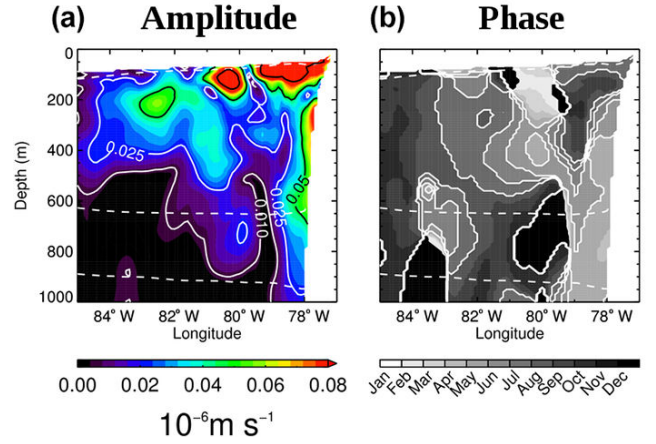 (a) Amplitude
(b) Phase
0
200
400
600
800
1000
Depth (m)
0.025
0.010
0.025
0.05
84° W 82° W 80° W 78° W
Longitude
84° W 82° W 80° W 78° W
Longitude
0.00 0.02 0.04 0.06 0.08
10⁻⁶m s⁻¹
Jan Feb Mar Apr May Jun Jul Aug Sep Oct Nov Dec